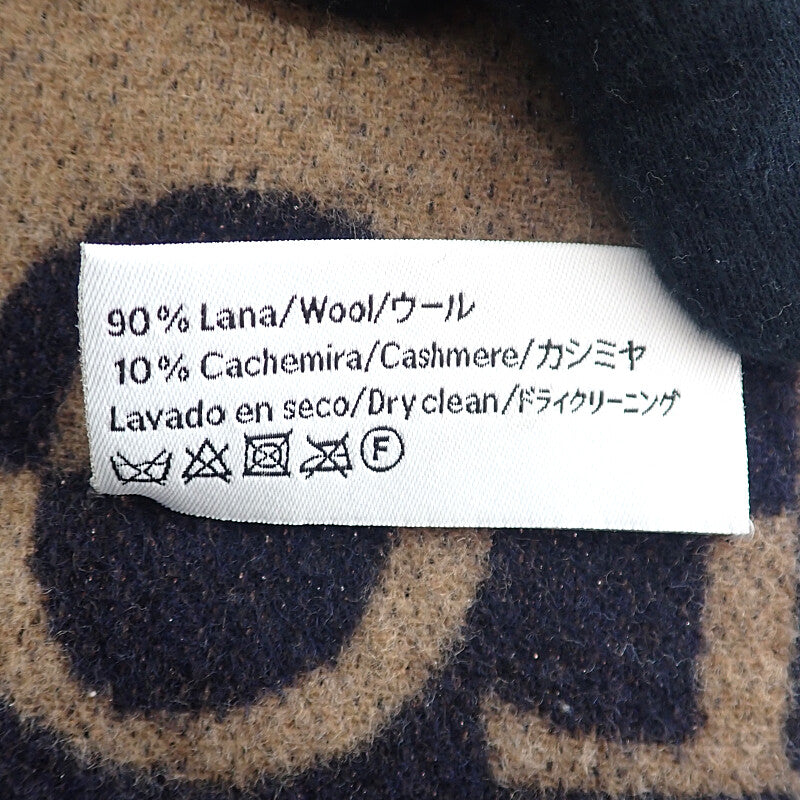 90% Lana/Wool/ウール
10% Cachemira/Cashmere/カシミヤ
Lavado en seco/Dry clean/ドライクリーニング
F